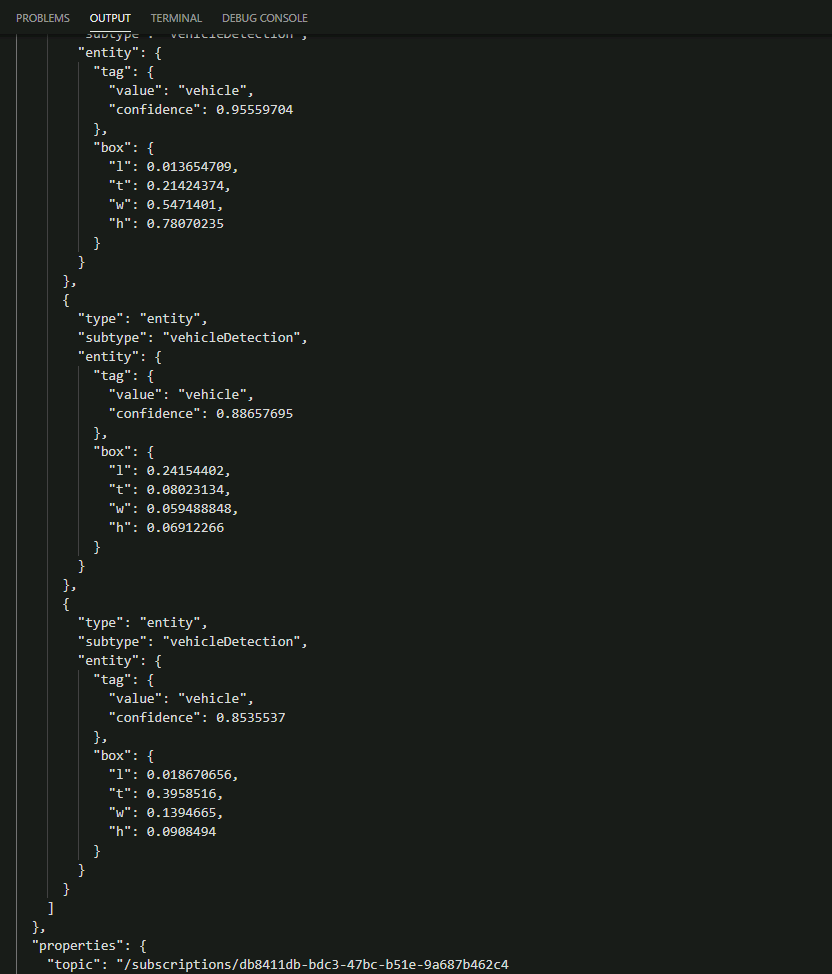 PROBLEMS OUTPUT TERMINAL DEBUG CONSOLE
"subtype": "vehicleDetection",
"entity": {
"tag": {
"value": "vehicle",
"confidence": 0.95559704
},
"box": {
"l": 0.013654709,
"t": 0.21424374,
"w": 0.5471401,
"h": 0.78070235
}
}
},
{
"type": "entity",
"subtype": "vehicleDetection",
"entity": {
"tag": {
"value": "vehicle",
"confidence": 0.88657695
},
"box": {
"l": 0.24154402,
"t": 0.08023134,
"w": 0.059488848,
"h": 0.06912266
}
}
},
{
"type": "entity",
"subtype": "vehicleDetection",
"entity": {
"tag": {
"value": "vehicle",
"confidence": 0.8535537
},
"box": {
"l": 0.018670656,
"t": 0.3958516,
"w": 0.1394665,
"h": 0.0908494
}
}
}
]
},
"properties": {
"topic": "/subscriptions/db8411db-bdc3-47bc-b51e-9a687b462c4